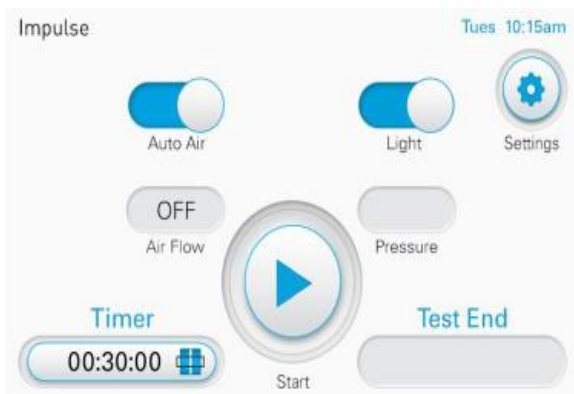 Impulse
Tues 10:15am
Auto Air
Light
Settings
OFF
Air Flow
Pressure
Timer
Test End
00:30:00
Start